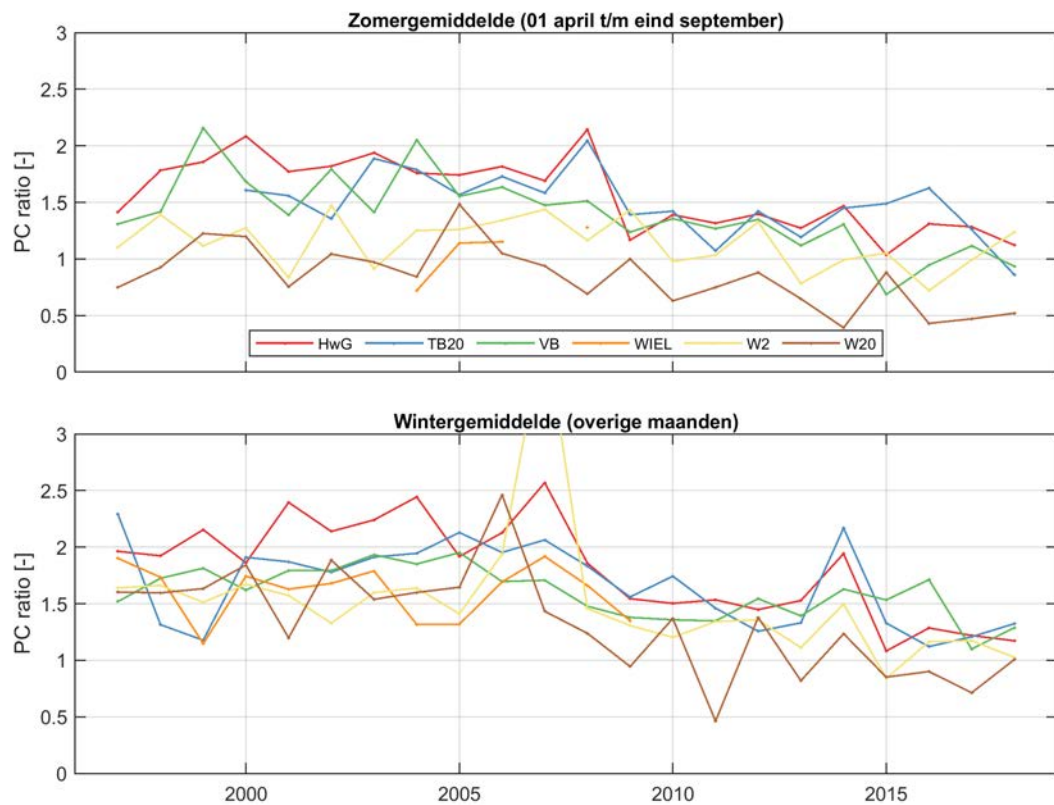 Zomergemiddelde (01 april t/m eind september)
3
2.5
2
1.5
1
0.5
0
PC ratio [-]
HwG TB20 VB WIEL W2 W20
Wintergemiddelde (overige maanden)
3
2.5
2
1.5
1
0.5
0
PC ratio [-]
2000 2005 2010 2015